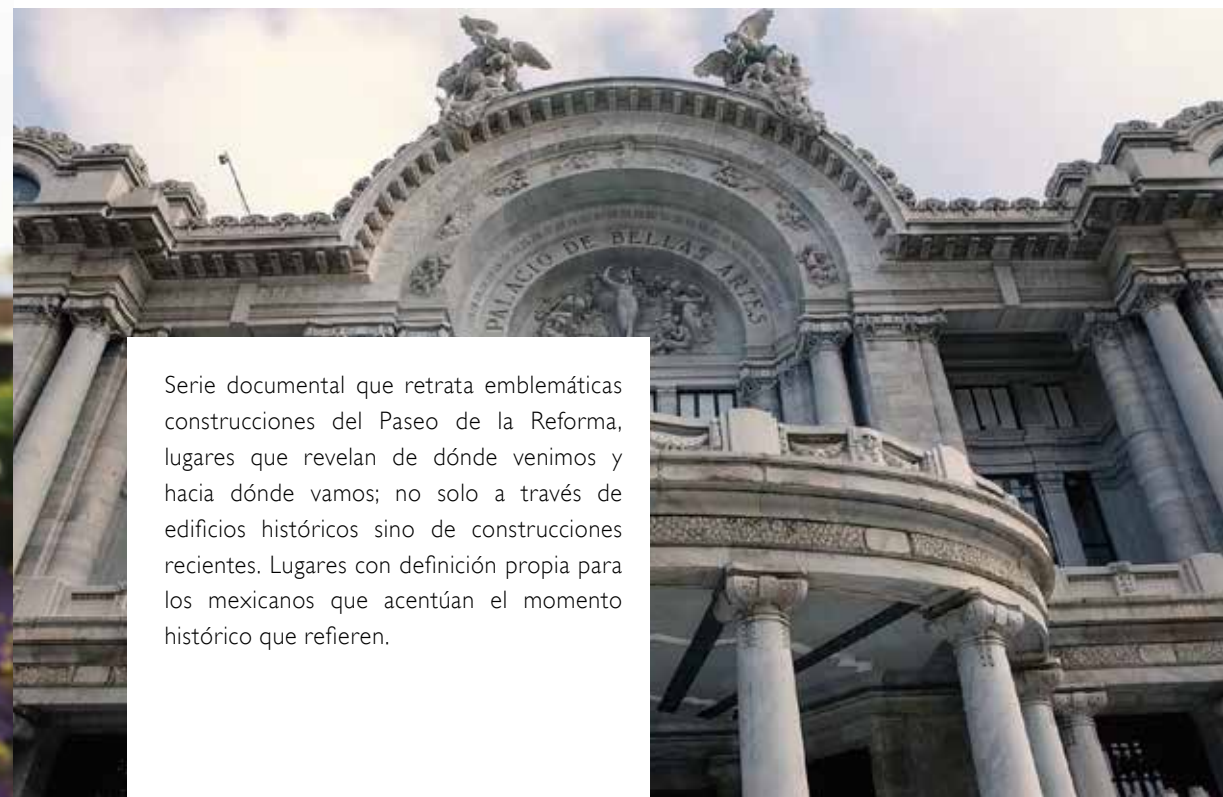 PALACIO DE BELLAS ARTES
Serie documental que retrata emblemáticas
construcciones del Paseo de la Reforma,
lugares que revelan de dónde venimos y
hacia dónde vamos; no solo a través de
edificios históricos sino de construcciones
recientes. Lugares con definición propia para
los mexicanos que acentúan el momento
histórico que refieren.